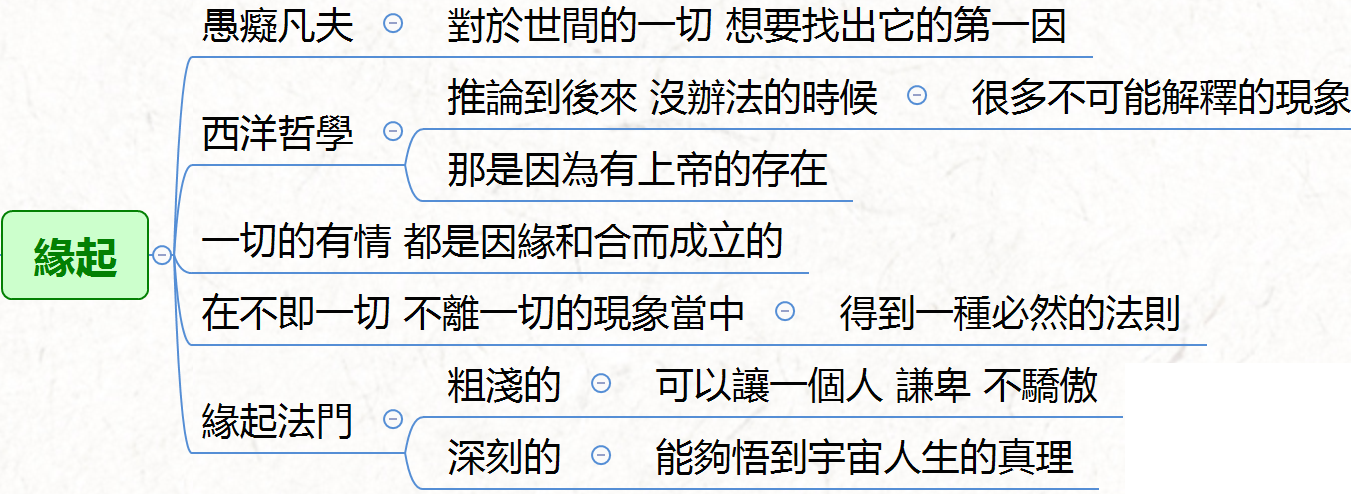 愚癡凡夫 對於世間的一切 想要找出它的第一因
推論到後來 沒辦法的時候 很多不可能解釋的現象
西洋哲學
那是因為有上帝的存在
一切的有情 都是因緣和合而成立的
緣起
在不即一切 不離一切的現象當中 得到一種必然的法則
粗淺的 可以讓一個人 謙卑 不驕傲
緣起法門
深刻的 能夠悟到宇宙人生的真理